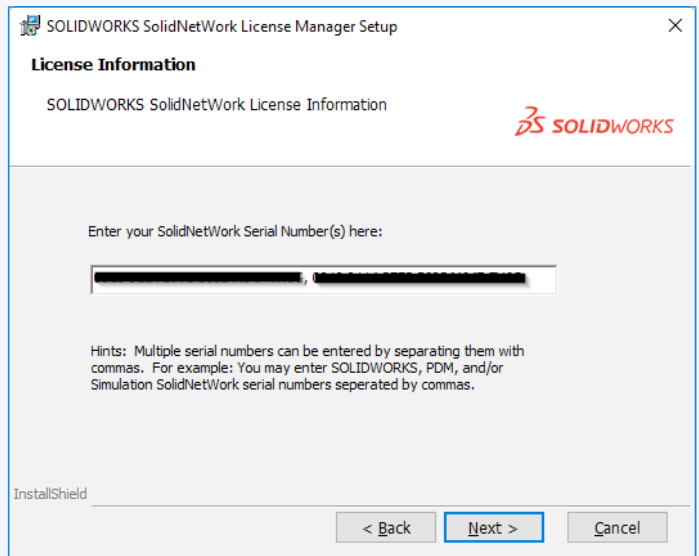 SOLIDWORKS SolidNetWork License Manager Setup
License Information
SOLIDWORKS SolidNetWork License Information
SOLIDWORKS
Enter your SolidNetWork Serial Number(s) here:
Hints: Multiple serial numbers can be entered by separating them with
commas. For example: You may enter SOLIDWORKS, PDM, and/or
Simulation SolidNetWork serial numbers seperated by commas.
InstallShield
< Back Next > Cancel